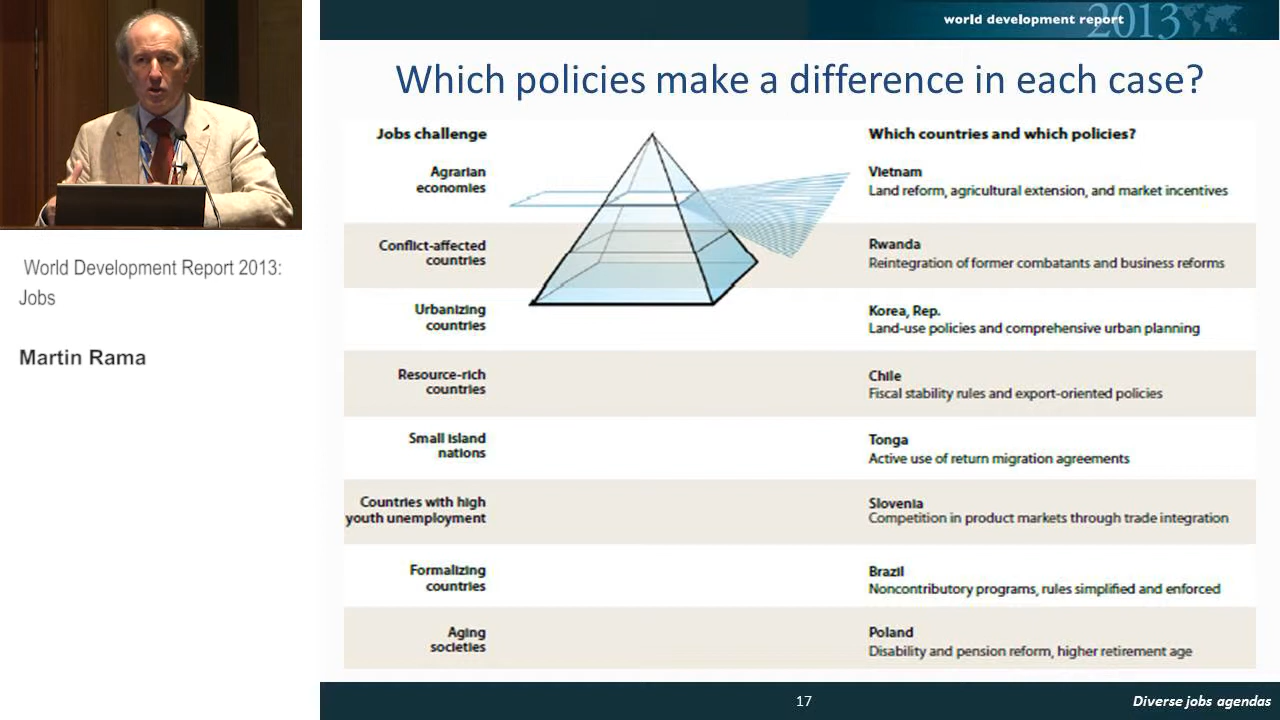 world development report 2013
Which policies make a difference in each case?
Jobs challenge
Which countries and which policies?
Agrarian
economies
Vietnam
Land reform, agricultural extension, and market incentives
Conflict-affected
countries
Rwanda
Reintegration of former combatants and business reforms
Urbanizing
countries
Korea, Rep.
Land-use policies and comprehensive urban planning
Resource-rich
countries
Chile
Fiscal stability rules and export-oriented policies
Small island
nations
Tonga
Active use of return migration agreements
Countries with high
youth unemployment
Slovenia
Competition in product markets through trade integration
Formalizing
countries
Brazil
Noncontributory programs, rules simplified and enforced
Aging
societies
Poland
Disability and pension reform, higher retirement age
17
Diverse jobs agendas
World Development Report 2013:
Jobs
Martin Rama